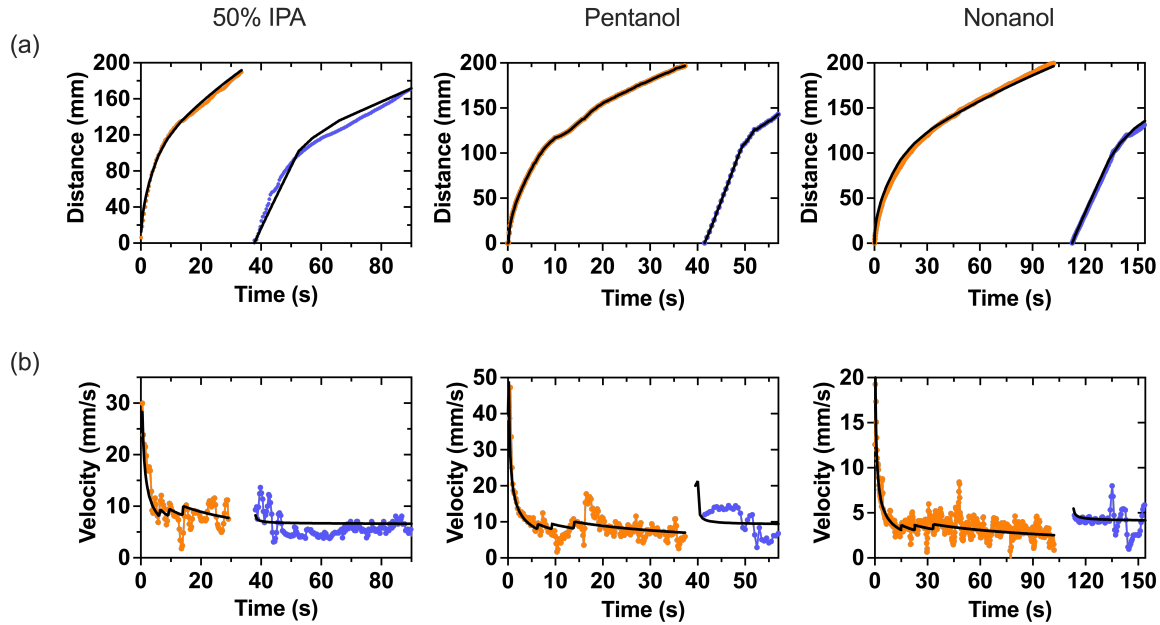 50% IPA Pentanol Nonanol
(a)
200 200 200
160 150 150
120 100 100
80 50 50
40 0 0
0
Distance (mm) Distance (mm) Distance (mm)
0 20 40 60 80 0 10 20 30 40 50 0 30 60 90 120 150
Time (s) Time (s) Time (s)
(b)
30 50 20
20 40 15
10 30 10
0 20 5
10 0
0
Velocity (mm/s) Velocity (mm/s) Velocity (mm/s)
0 20 40 60 80 0 10 20 30 40 50 0 30 60 90 120 150
Time (s) Time (s) Time (s)